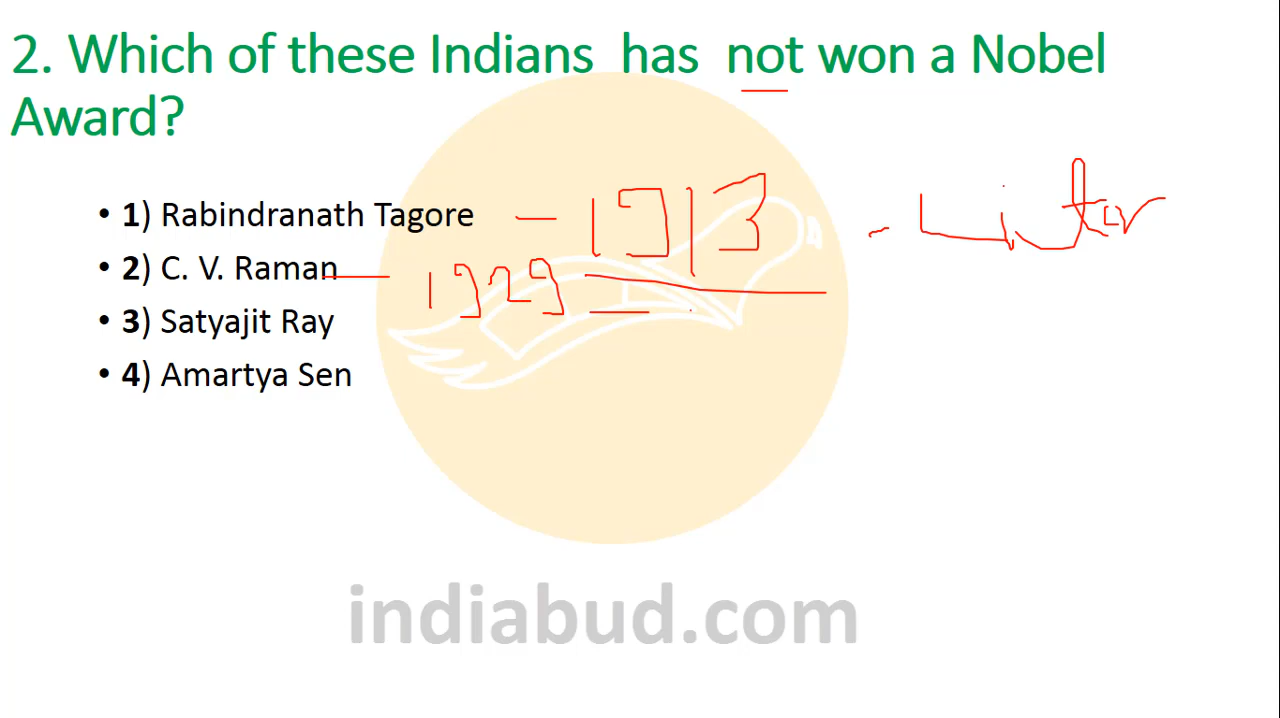 2. Which of these Indians has not won a Nobel
Award?
• 1) Rabindranath Tagore – 1913 - Liter
• 2) C. V. Raman — 1929 —
• 3) Satyajit Ray
• 4) Amartya Sen
indiabud.com